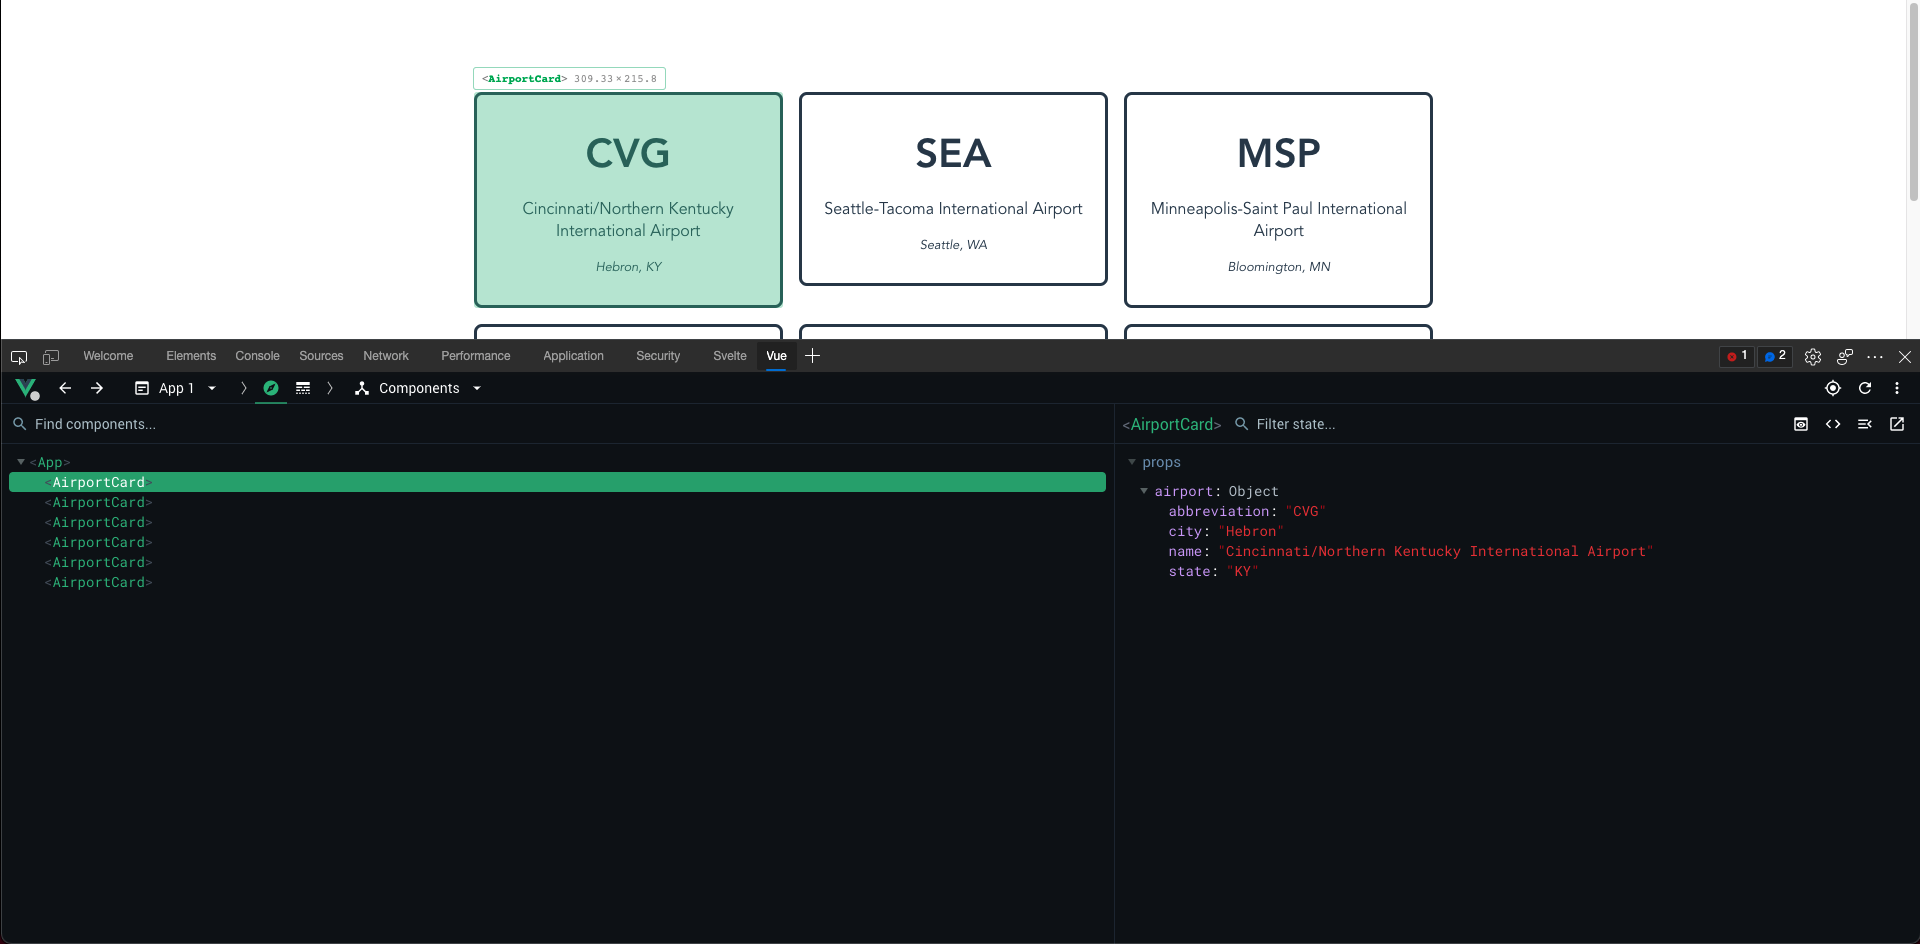 <AirportCard> 309.33×215.8
CVG
Cincinnati/Northern Kentucky
International Airport
Hebron, KY
SEA
Seattle-Tacoma International Airport
Seattle, WA
MSP
Minneapolis-Saint Paul International
Airport
Bloomington, MN
Welcome Elements Console Sources Network Performance Application Security Svelte Vue 1 2
App 1 Components
Find components...
<App>
<AirportCard>
<AirportCard>
<AirportCard>
<AirportCard>
<AirportCard>
<AirportCard>
<AirportCard> Filter state...
props
airport: Object
abbreviation: "CVG"
city: "Hebron"
name: "Cincinnati/Northern Kentucky International Airport"
state: "KY"